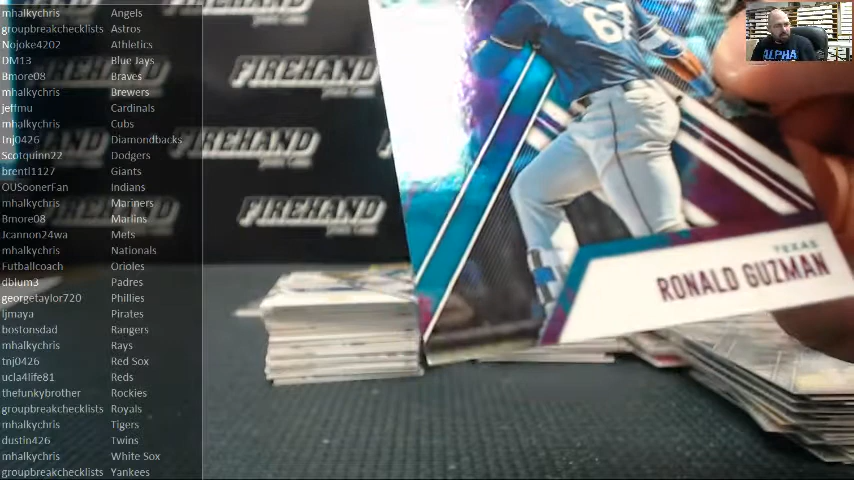 mhalkychris Angels
groupbreakchecklists Astros
Nojoke4202 Athletics
DM13 Blue Jays
Bmore08 Braves
mhalkychris Brewers
jeffmu Cardinals
mhalkychris Cubs
tnj0426 Diamondbacks
Scotquinn22 Dodgers
brentl1127 Giants
OUSoonerFan Indians
mhalkychris Mariners
Bmore08 Marlins
Jcannon24wa Mets
mhalkychris Nationals
Futballcoach Orioles
dblum3 Padres
georgetaylor720 Phillies
ljmaya Pirates
bostonsdad Rangers
mhalkychris Rays
tnj0426 Red Sox
ucla4life81 Reds
thefunkybrother Rockies
groupbreakchecklists Royals
mhalkychris Tigers
dustin426 Twins
mhalkychris White Sox
groupbreakchecklists Yankees
FIREHAND
FIREHAND
FIREHAND
FIREHAND
67
TEXAS
RONALD GUZMAN
ALPHA